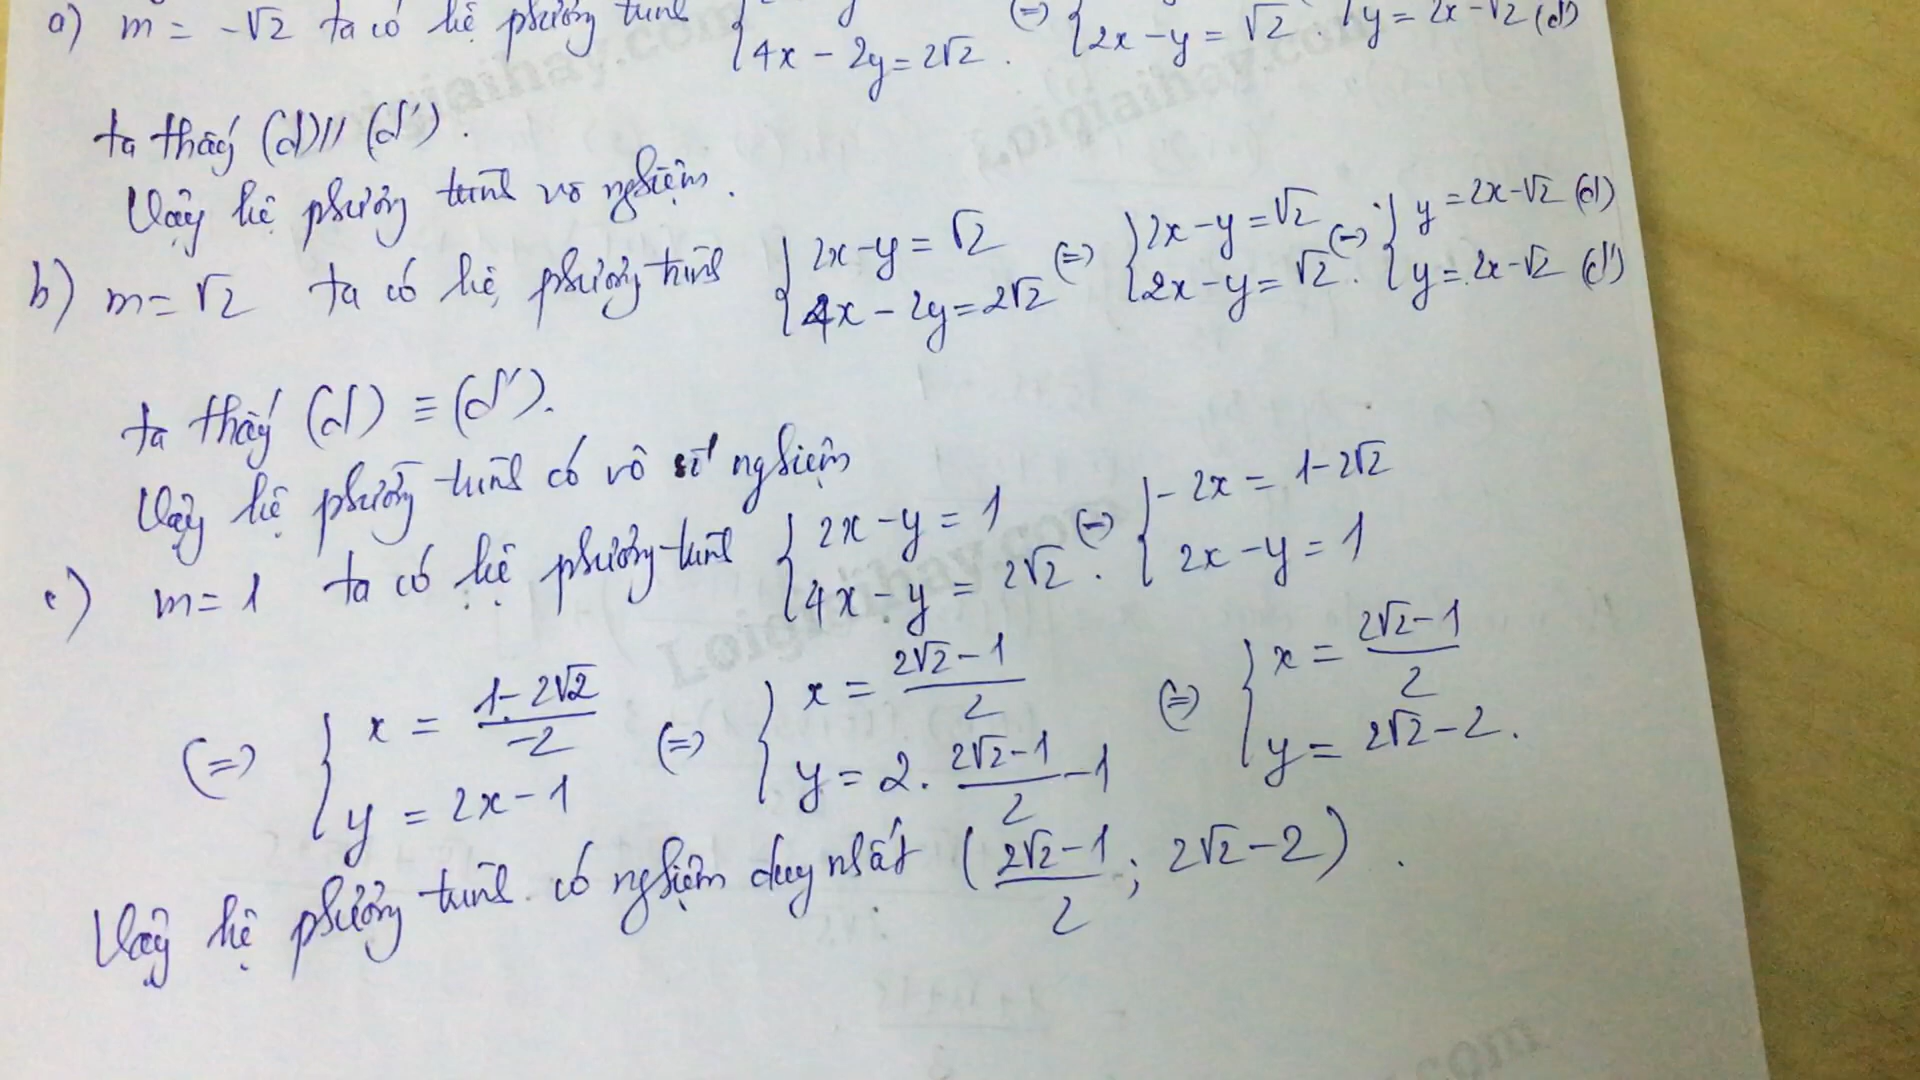 a) m = -√2 ta có hệ phương trình { 4x - 2y = 2√2 . (=) { 2x - y = √2 . { y = 2x - √2 (d')
ta thấy (d) // (d') .
Vậy hệ phương trình vô nghiệm .
b) m = √2 ta có hệ phương trình { 2x - y = √2 4x - 2y = 2√2 (=) { 2x - y = √2 2x - y = √2 . (=) { y = 2x - √2 (d) y = 2x - √2 (d')
ta thấy (d) ≡ (d').
Vậy hệ phương trình có vô số nghiệm
c) m = 1 ta có hệ phương trình { 2x - y = 1 4x - y = 2√2 . (=) { - 2x = 1 - 2√2 2x - y = 1
(=) { x = (1 - 2√2)/(-2) y = 2x - 1 (=) { x = (2√2 - 1)/2 y = 2 . (2√2 - 1)/2 - 1 (=) { x = (2√2 - 1)/2 y = 2√2 - 2 .
Vậy hệ phương trình có nghiệm duy nhất ( (2√2 - 1)/2 ; 2√2 - 2 ) .
Loigiaihay.com